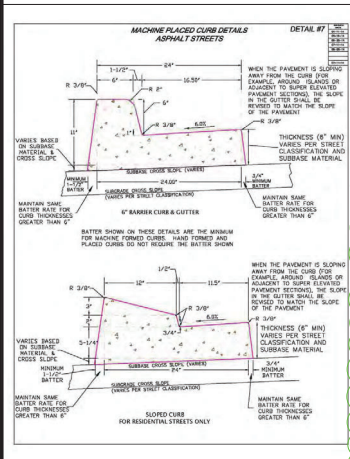 MACHINE PLACED CURB DETAILS
ASPHALT STREETS
DETAIL #7
24"
1-1/2"
6"
16.50"
R 3/8"
R 2"
6"
11"
1"
6.0%
R 3/8"
WHEN THE PAVEMENT IS SLOPING
AWAY FROM THE CURB (FOR
EXAMPLE, AROUND ISLANDS OR
ADJACENT TO SUPER ELEVATED
PAVEMENT SECTIONS), THE SLOPE
IN THE GUTTER SHALL BE
REVISED TO MATCH THE SLOPE
OF THE PAVEMENT
THICKNESS (6" MIN)
VARIES PER STREET
CLASSIFICATION AND
SUBBASE MATERIAL
VARIES BASED
ON SUBBASE
MATERIAL &
CROSS SLOPE
SUBBASE CROSS SLOPE (VARIES)
MINIMUM
1-1/2"
BATTER
24.00"
3/4"
MINIMUM
BATTER
SUBGRADE CROSS SLOPE
(VARIES PER STREET CLASSIFICATION)
MAINTAIN SAME
BATTER RATE FOR
CURB THICKNESSES
GREATER THAN 6"
6" BARRIER CURB & GUTTER
MAINTAIN SAME
BATTER RATE FOR
CURB THICKNESSES
GREATER THAN 6"
BATTER SHOWN ON THESE DETAILS ARE THE MINIMUM
FOR MACHINE FORMED CURBS. HAND FORMED AND
PLACED CURBS DO NOT REQUIRE THE BATTER SHOWN
1/2"
12"
11.5"
R 3/8"
3"
2"
5-1/4"
R 3/8"
3/4"
6.0%
R 3/8"
WHEN THE PAVEMENT IS SLOPING
AWAY FROM THE CURB (FOR
EXAMPLE, AROUND ISLANDS OR
ADJACENT TO SUPER ELEVATED
PAVEMENT SECTIONS), THE SLOPE
IN THE GUTTER SHALL BE
REVISED TO MATCH THE SLOPE
OF THE PAVEMENT
THICKNESS (6" MIN)
VARIES PER STREET
CLASSIFICATION AND
SUBBASE MATERIAL
VARIES BASED
ON SUBBASE
MATERIAL &
CROSS SLOPE
SUBBASE CROSS SLOPE (VARIES)
MINIMUM
1-1/2"
BATTER
24"
3/4"
MINIMUM
BATTER
SUBGRADE CROSS SLOPE
(VARIES PER STREET CLASSIFICATION)
MAINTAIN SAME
BATTER RATE FOR
CURB THICKNESSES
GREATER THAN 6"
SLOPED CURB
FOR RESIDENTIAL STREETS ONLY
MAINTAIN SAME
BATTER RATE FOR
CURB THICKNESSES
GREATER THAN 6"